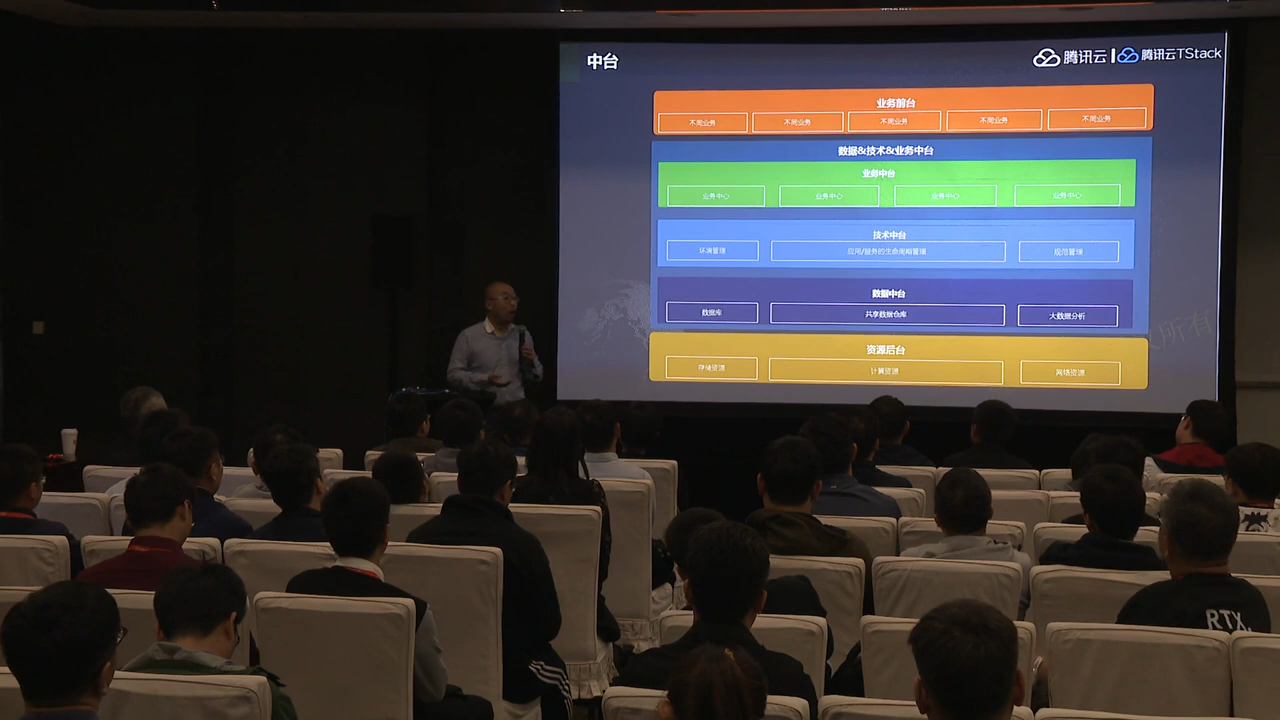 中台
腾讯云 | 腾讯云TStack
业务前台
不同业务 不同业务 不同业务 不同业务 不同业务
数据&技术&业务中台
业务中台
业务中心 业务中心 业务中心 业务中心
技术中台
环境管理 应用/服务的生命周期管理 规范管理
数据中台
数据库 共享数据仓库 大数据分析
资源后台
存储资源 计算资源 网络资源
所有
RTX.